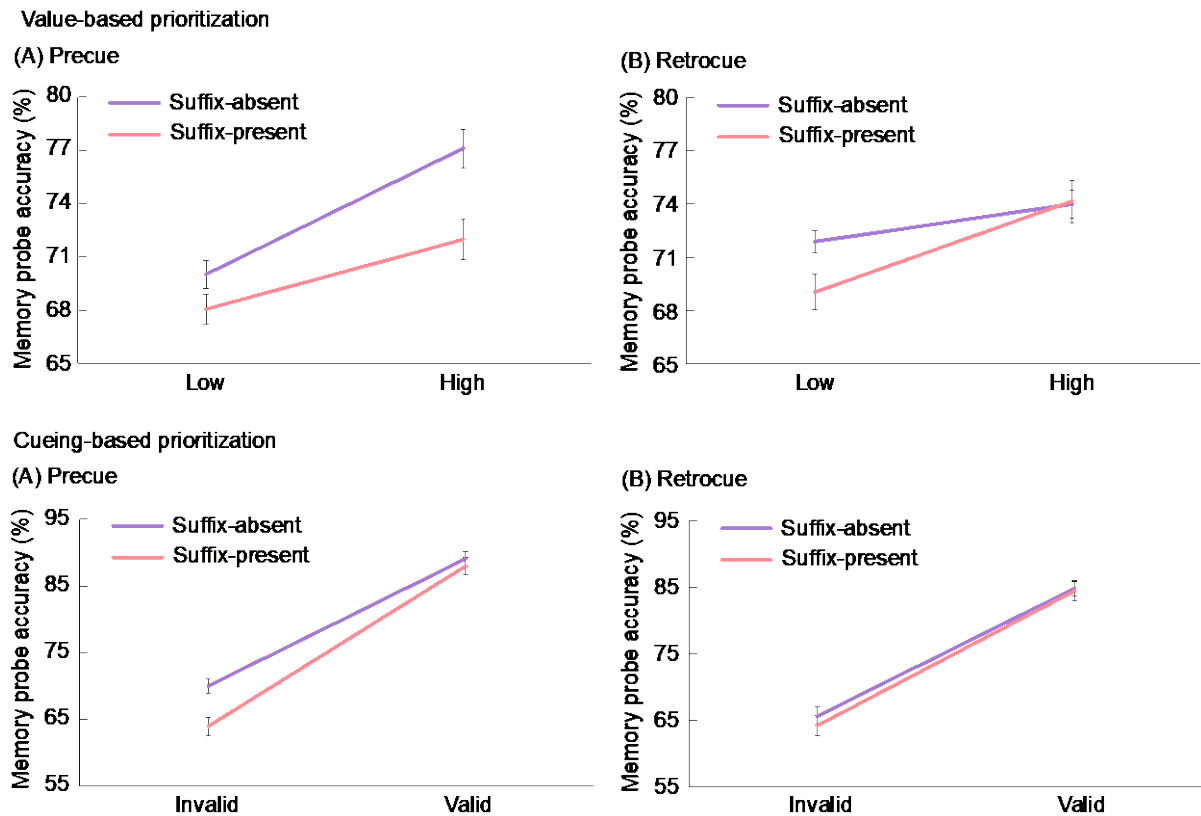 Value-based prioritization
(A) Precue
Memory probe accuracy (%)
80
77
74
71
68
65
Suffix-absent
Suffix-present
Low
High
(B) Retrocue
Memory probe accuracy (%)
80
77
74
71
68
65
Suffix-absent
Suffix-present
Low
High
Cueing-based prioritization
(A) Precue
Memory probe accuracy (%)
95
85
75
65
55
Suffix-absent
Suffix-present
Invalid
Valid
(B) Retrocue
Memory probe accuracy (%)
95
85
75
65
55
Suffix-absent
Suffix-present
Invalid
Valid